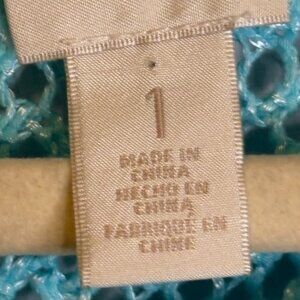 1
MADE IN
CHINA
HECHO EN
CHINA
FABRIQUÉ EN
CHINE